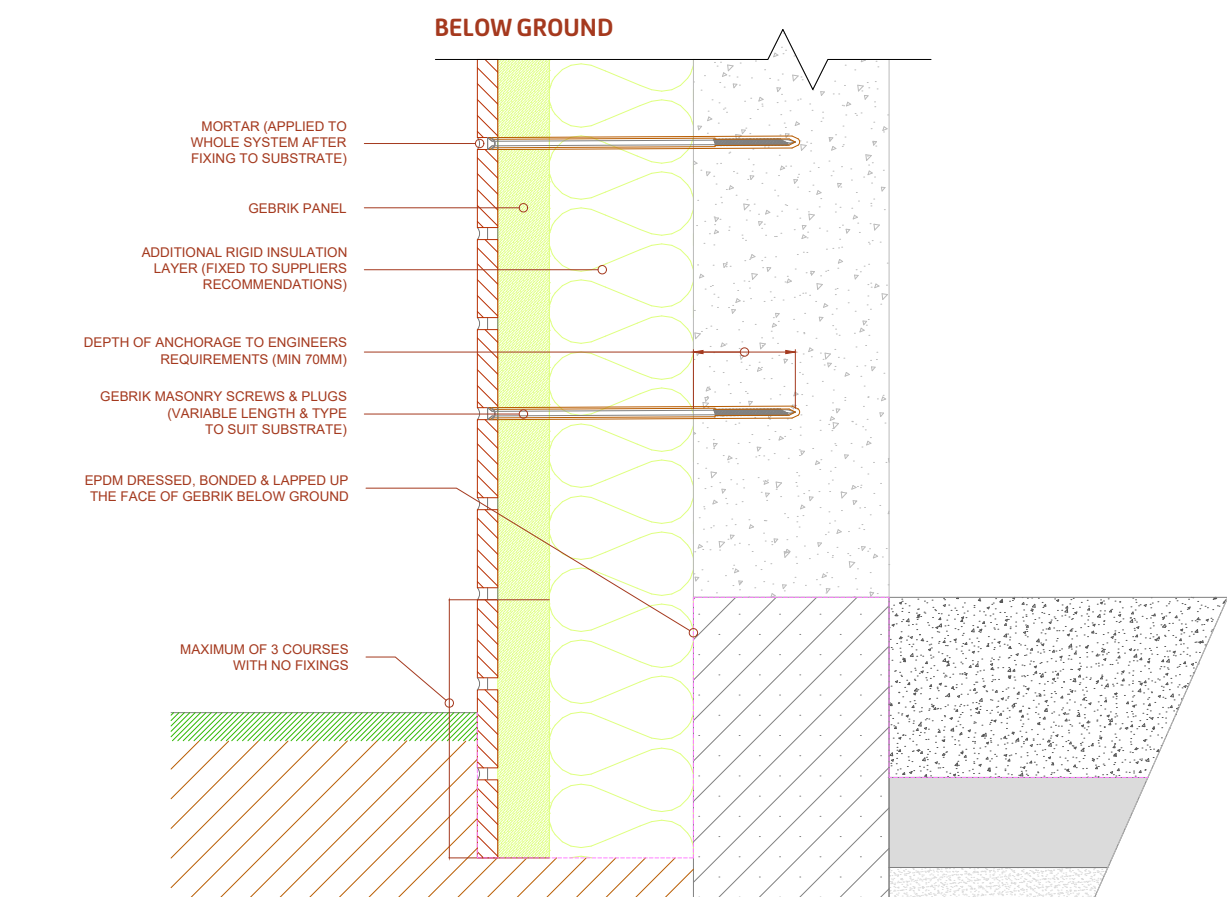 BELOW GROUND
MORTAR (APPLIED TO
WHOLE SYSTEM AFTER
FIXING TO SUBSTRATE)
GEBRIK PANEL
ADDITIONAL RIGID INSULATION
LAYER (FIXED TO SUPPLIERS
RECOMMENDATIONS)
DEPTH OF ANCHORAGE TO ENGINEERS
REQUIREMENTS (MIN 70MM)
GEBRIK MASONRY SCREWS & PLUGS
(VARIABLE LENGTH & TYPE
TO SUIT SUBSTRATE)
EPDM DRESSED, BONDED & LAPPED UP
THE FACE OF GEBRIK BELOW GROUND
MAXIMUM OF 3 COURSES
WITH NO FIXINGS